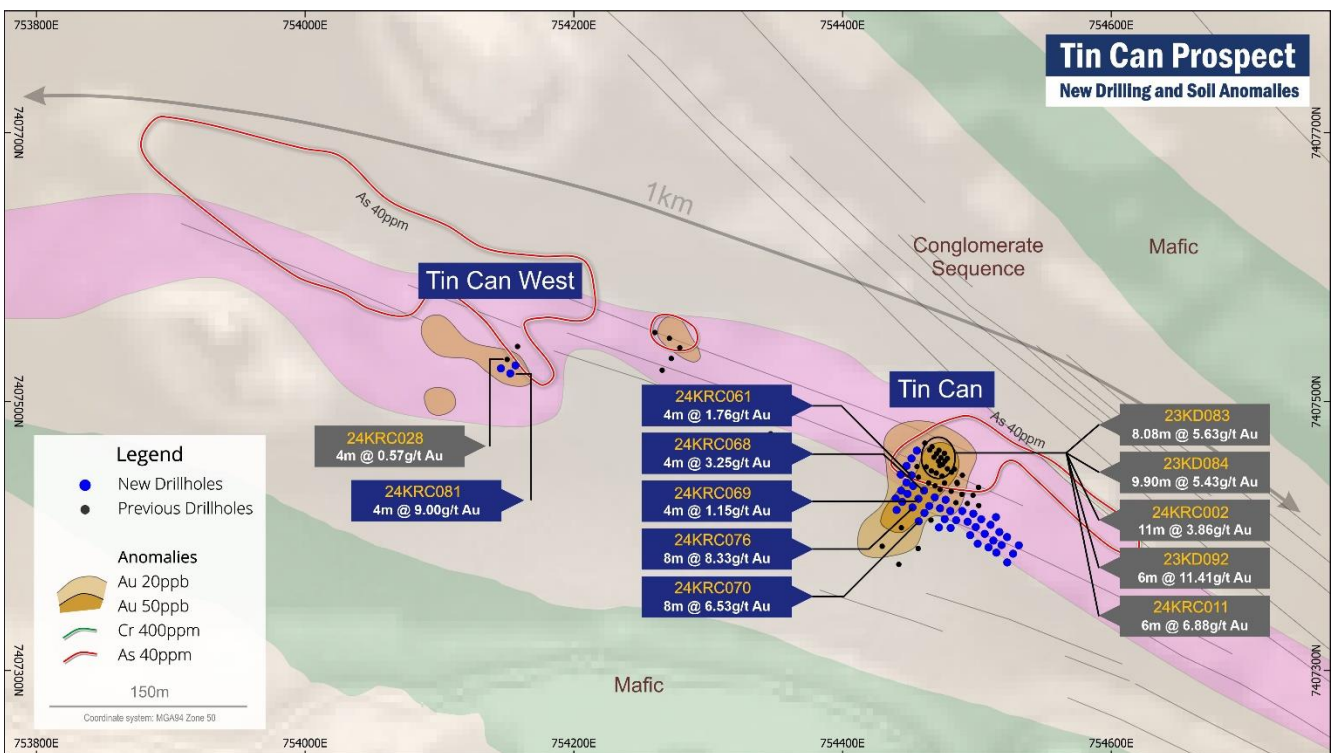 753800E
754000E
754200E
754400E
754600E
Tin Can Prospect
New Drilling and Soil Anomalies
7407700N
7407700N
1km
As 40ppm
Conglomerate
Sequence
Mafic
Tin Can West
Tin Can
7407500N
7407500N
24KRC061
4m @ 1.76g/t Au
24KRC068
4m @ 3.25g/t Au
24KRC069
4m @ 1.15g/t Au
24KRC076
8m @ 8.33g/t Au
24KRC070
8m @ 6.53g/t Au
As 40ppm
23KD083
8.08m @ 5.63g/t Au
23KD084
9.90m @ 5.43g/t Au
24KRC002
11m @ 3.86g/t Au
23KD092
6m @ 11.41g/t Au
24KRC011
6m @ 6.88g/t Au
24KRC028
4m @ 0.57g/t Au
24KRC081
4m @ 9.00g/t Au
Legend
New Drillholes
Previous Drillholes
Anomalies
Au 20ppb
Au 50ppb
Cr 400ppm
As 40ppm
150m
Coordinate system: MGA94 Zone 50
Mafic
7407300N
7407300N
753800E
754000E
754200E
754400E
754600E